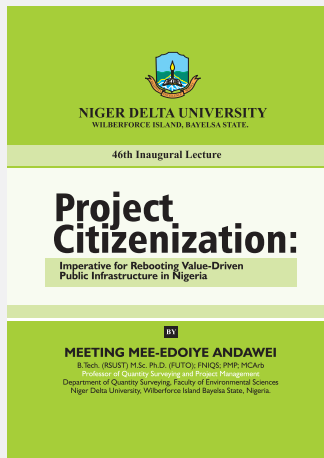 NIGER DELTA UNIVERSITY
WILBERFORCE ISLAND, BAYELSA STATE.
46th Inaugural Lecture
Project
Citizenization:
Imperative for Rebooting Value-Driven
Public Infrastructure in Nigeria
BY
MEETING MEE-EDOIYE ANDAWEI
B.Tech. (RSUST) M.Sc. Ph.D. (FUTO); FNIQS; PMP; MCArb
Professor of Quantity Surveying and Project Management
Department of Quantity Surveying, Faculty of Environmental Sciences
Niger Delta University, Wilberforce Island Bayelsa State, Nigeria.